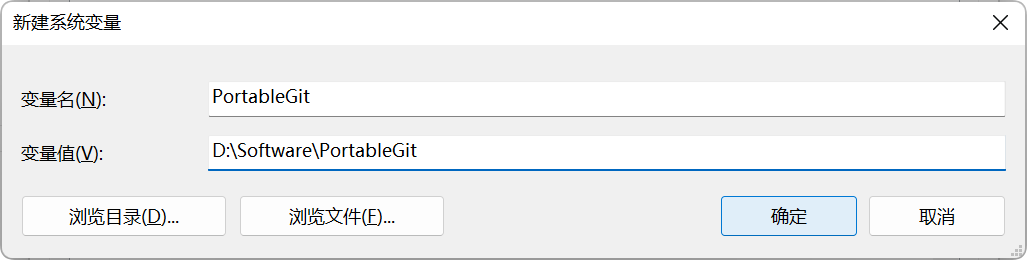 新建系统变量
变量名(N):
PortableGit
变量值(V):
D:\Software\PortableGit
浏览目录(D)...
浏览文件(F)...
确定
取消